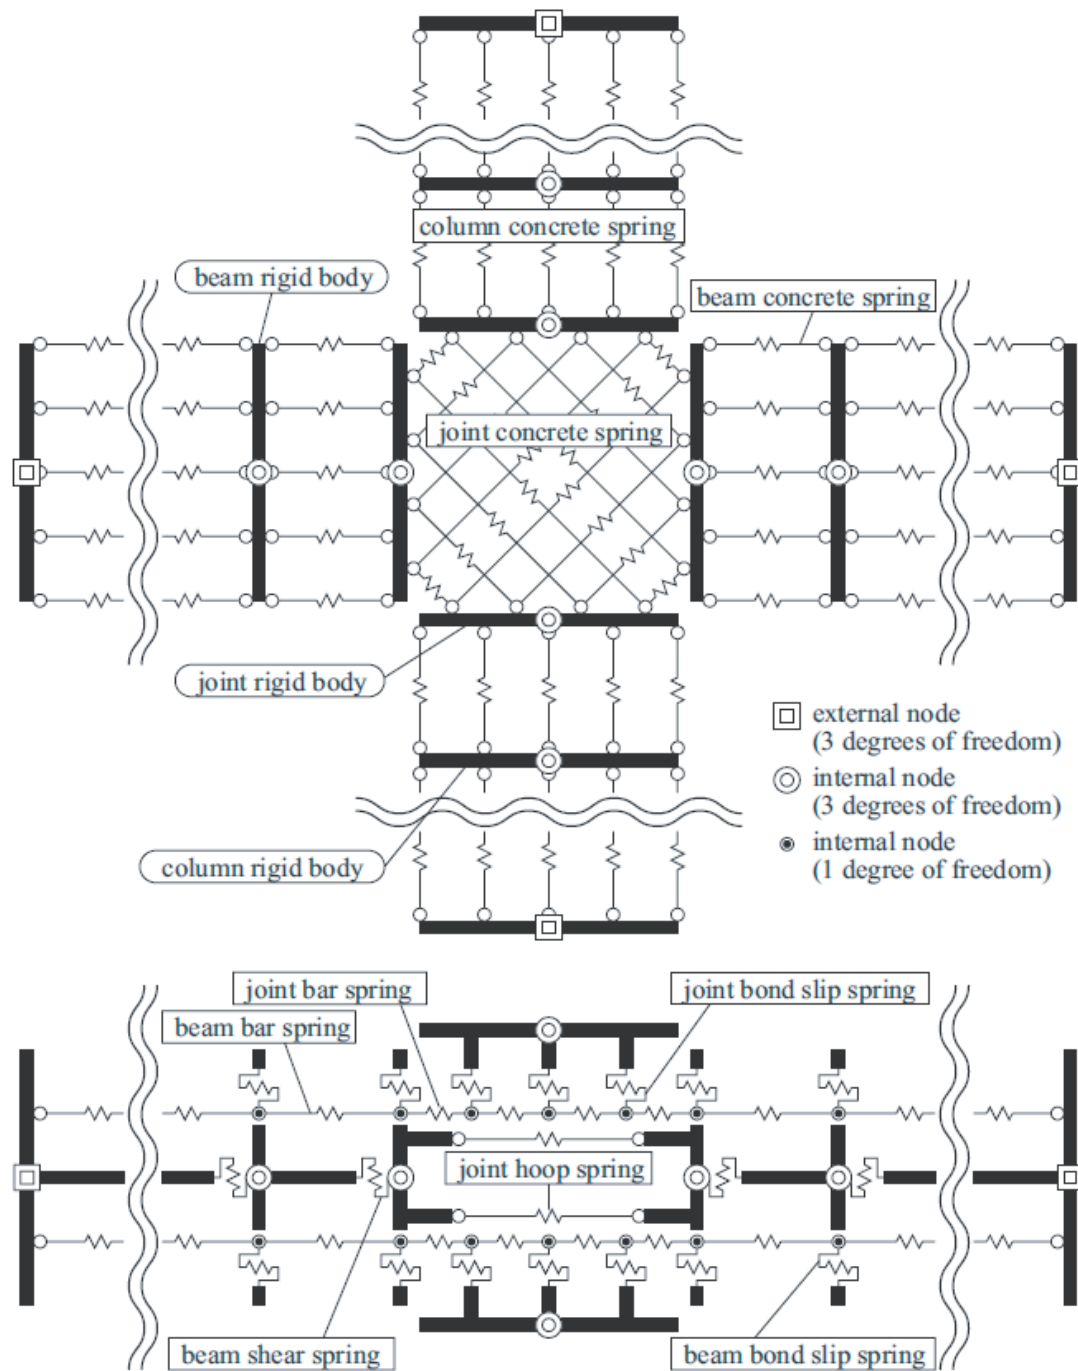 column concrete spring
beam rigid body
beam concrete spring
joint concrete spring
joint rigid body
external node
(3 degrees of freedom)
internal node
(3 degrees of freedom)
internal node
(1 degree of freedom)
column rigid body
joint bar spring
joint bond slip spring
beam bar spring
joint hoop spring
beam shear spring
beam bond slip spring